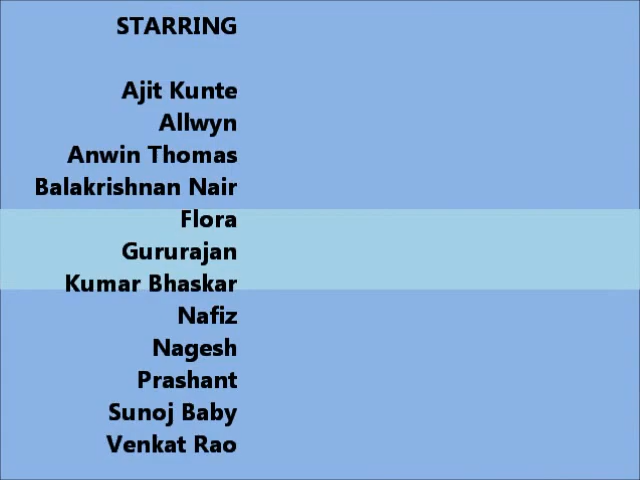 STARRING
Ajit Kunte
Allwyn
Anwin Thomas
Balakrishnan Nair
Flora
Gururajan
Kumar Bhaskar
Nafiz
Nagesh
Prashant
Sunoj Baby
Venkat Rao